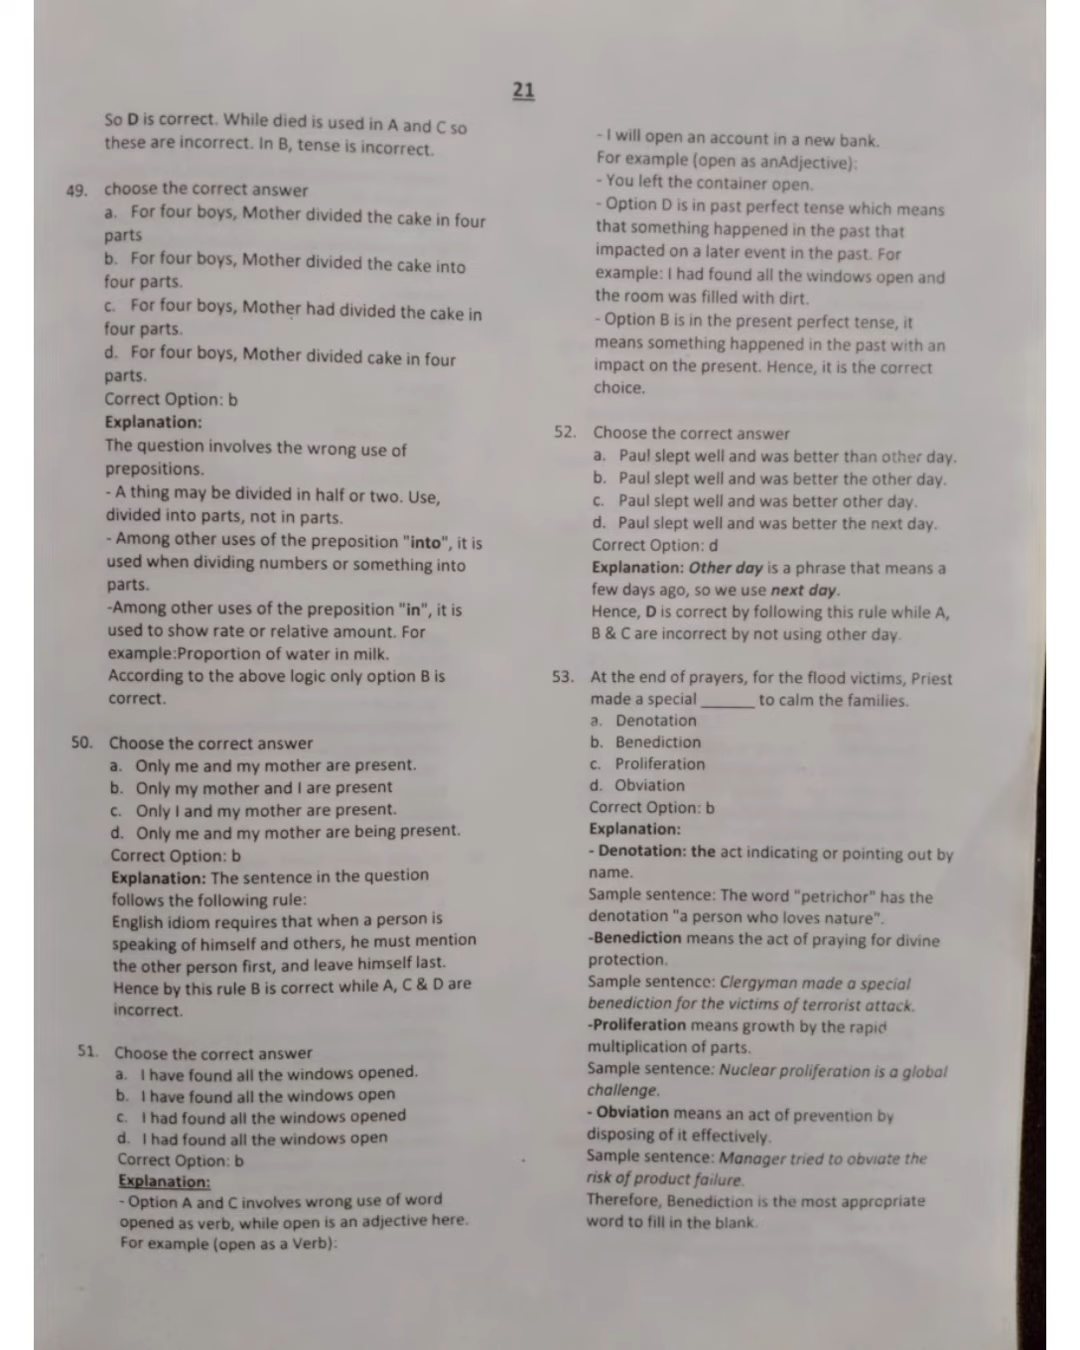 21
So D is correct. While died is used in A and C so
these are incorrect. In B, tense is incorrect.
49. choose the correct answer
a. For four boys, Mother divided the cake in four
parts
b. For four boys, Mother divided the cake into
four parts.
c. For four boys, Mother had divided the cake in
four parts.
d. For four boys, Mother divided cake in four
parts.
Correct Option: b
Explanation:
The question involves the wrong use of
prepositions.
- A thing may be divided in half or two. Use,
divided into parts, not in parts.
- Among other uses of the preposition "into", it is
used when dividing numbers or something into
parts.
-Among other uses of the preposition "in", it is
used to show rate or relative amount. For
example:Proportion of water in milk.
According to the above logic only option B is
correct.
50. Choose the correct answer
a. Only me and my mother are present.
b. Only my mother and I are present
c. Only I and my mother are present.
d. Only me and my mother are being present.
Correct Option: b
Explanation: The sentence in the question
follows the following rule:
English idiom requires that when a person is
speaking of himself and others, he must mention
the other person first, and leave himself last.
Hence by this rule B is correct while A, C & D are
incorrect.
51. Choose the correct answer
a. I have found all the windows opened.
b. I have found all the windows open
c. I had found all the windows opened
d. I had found all the windows open
Correct Option: b
Explanation:
- Option A and C involves wrong use of word
opened as verb, while open is an adjective here.
For example (open as a Verb):
- I will open an account in a new bank.
For example (open as anAdjective):
- You left the container open.
- Option D is in past perfect tense which means
that something happened in the past that
impacted on a later event in the past. For
example: I had found all the windows open and
the room was filled with dirt.
- Option B is in the present perfect tense, it
means something happened in the past with an
impact on the present. Hence, it is the correct
choice.
52. Choose the correct answer
a. Paul slept well and was better than other day.
b. Paul slept well and was better the other day.
c. Paul slept well and was better other day.
d. Paul slept well and was better the next day.
Correct Option: d
Explanation: Other day is a phrase that means a
few days ago, so we use next day.
Hence, D is correct by following this rule while A,
B & C are incorrect by not using other day.
53. At the end of prayers, for the flood victims, Priest
made a special ______ to calm the families.
a. Denotation
b. Benediction
c. Proliferation
d. Obviation
Correct Option: b
Explanation:
- Denotation: the act indicating or pointing out by
name.
Sample sentence: The word "petrichor" has the
denotation "a person who loves nature".
-Benediction means the act of praying for divine
protection.
Sample sentence: Clergyman made a special
benediction for the victims of terrorist attack.
-Proliferation means growth by the rapid
multiplication of parts.
Sample sentence: Nuclear proliferation is a global
challenge.
- Obviation means an act of prevention by
disposing of it effectively.
Sample sentence: Manager tried to obviate the
risk of product failure.
Therefore, Benediction is the most appropriate
word to fill in the blank.